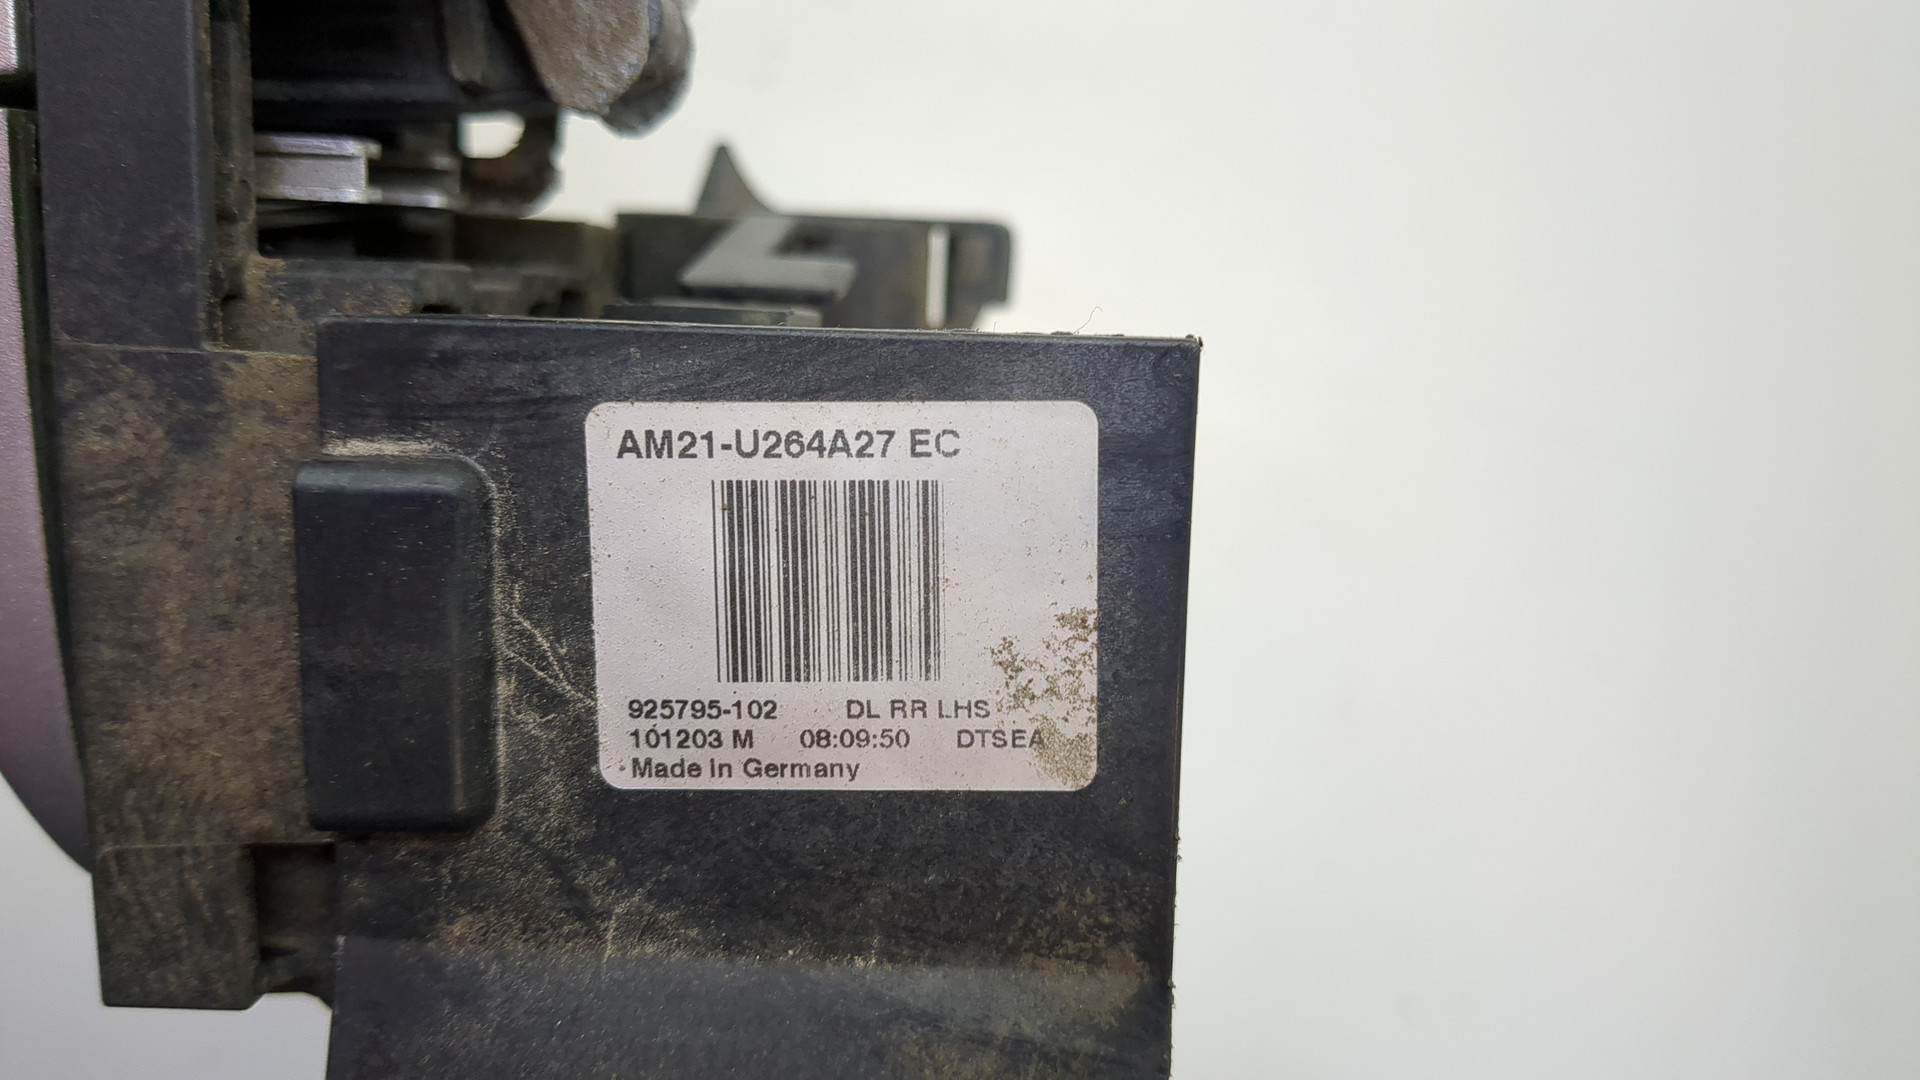 AM21-U264A27 EC
925795-102 DL RR LHS
101203 M 08:09:50 DTSEA
Made in Germany